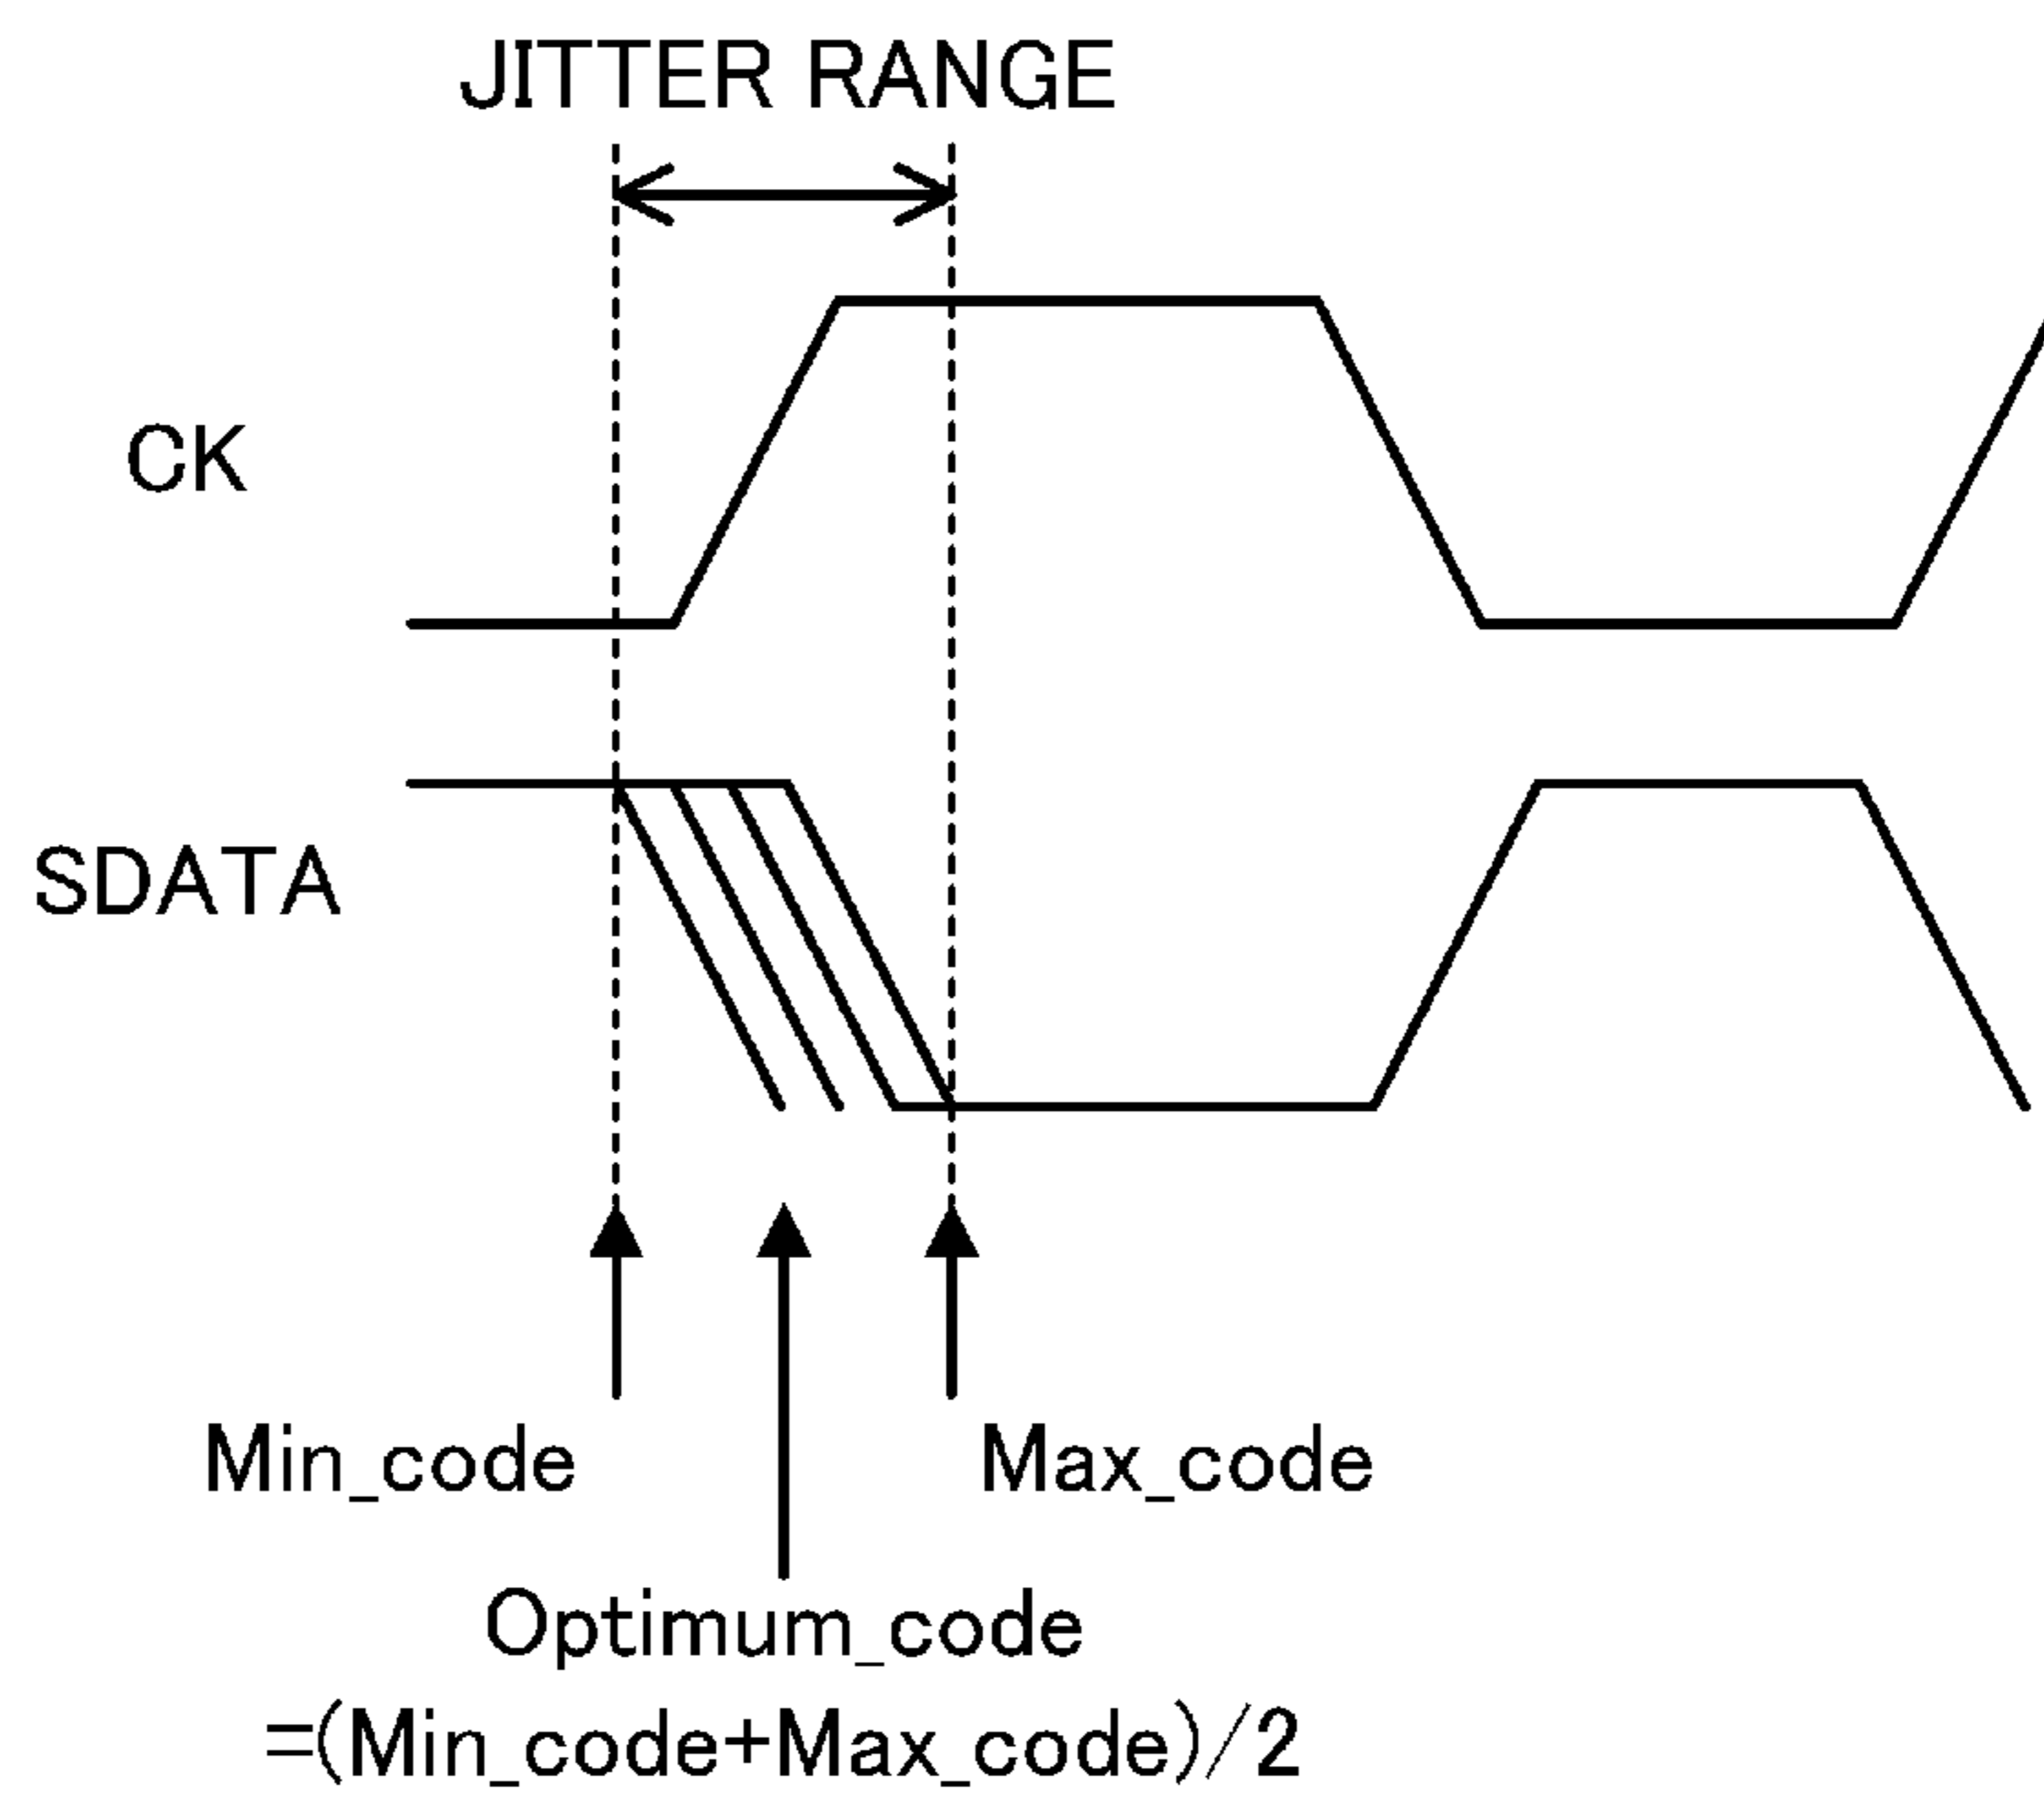 JITTER RANGE
CK
SDATA
Min_code
Max_code
Optimum_code
=(Min_code+Max_code)/2